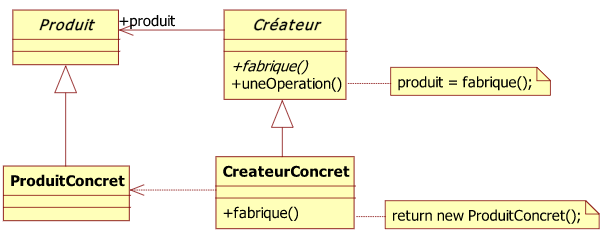 Produit
+produit
Créateur
+fabrique()
+uneOperation()
produit = fabrique();
ProduitConcret
CreateurConcret
+fabrique()
return new ProduitConcret();